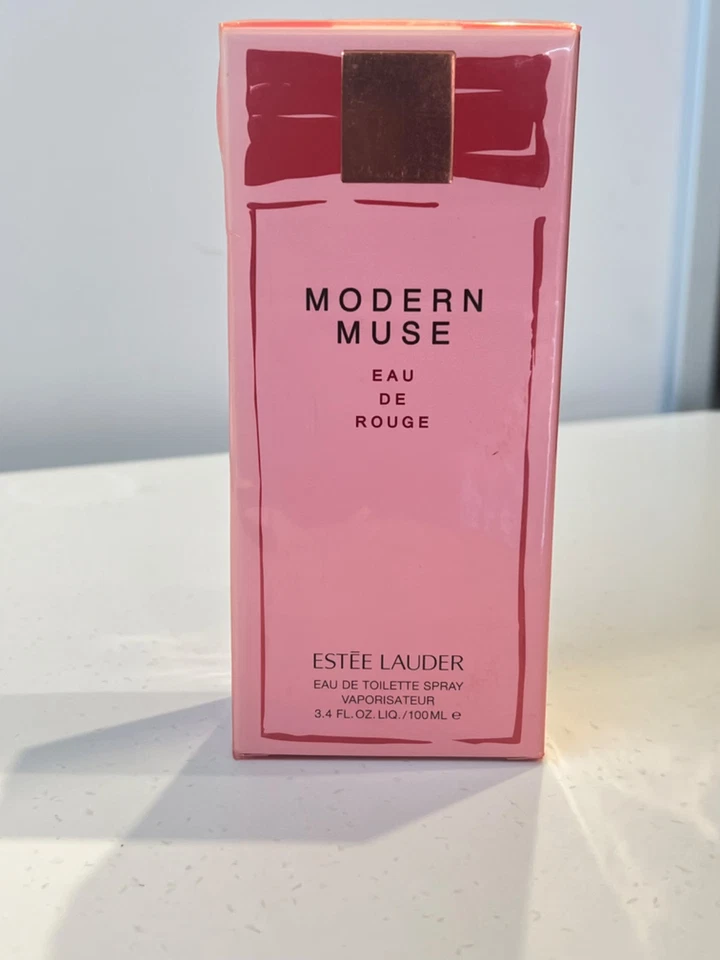 MODERN
MUSE
EAU
DE
ROUGE
ESTĒE LAUDER
EAU DE TOILETTE SPRAY
VAPORISATEUR
3.4 FL.OZ.LIQ./100ML ℮